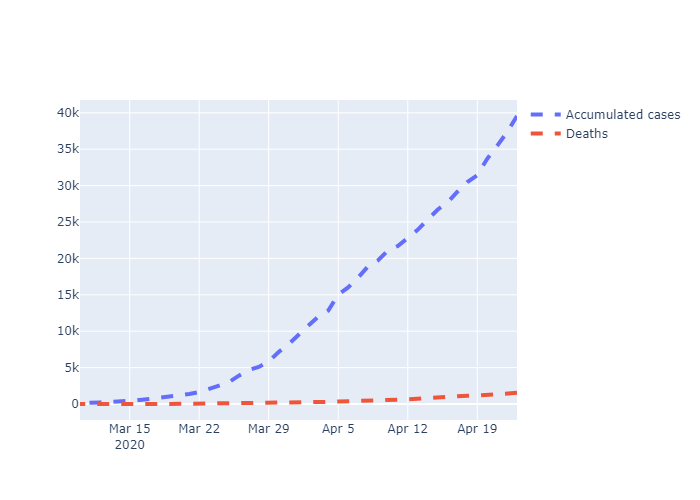 40k
35k
30k
25k
20k
15k
10k
5k
0
Mar 15
2020
Mar 22
Mar 29
Apr 5
Apr 12
Apr 19
Accumulated cases
Deaths